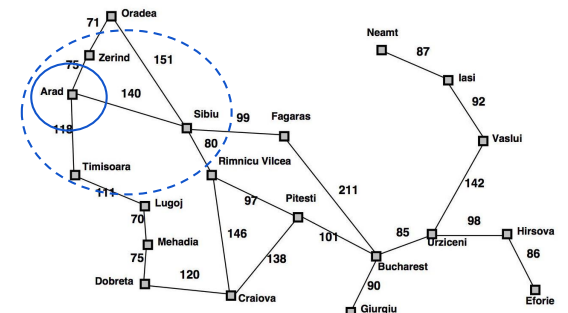 Oradea
71
Neamt
87
Zerind
151
75
Iasi
Arad
140
92
Sibiu
99
Fagaras
118
80
Vaslui
Timisoara
Rimnicu Vilcea
111
211
142
97
Lugoj
Pitesti
70
98
Hirsova
85
146
101
Urziceni
Mehadia
75
138
86
Bucharest
120
Dobreta
90
Craiova
Eforie
Giurgiu